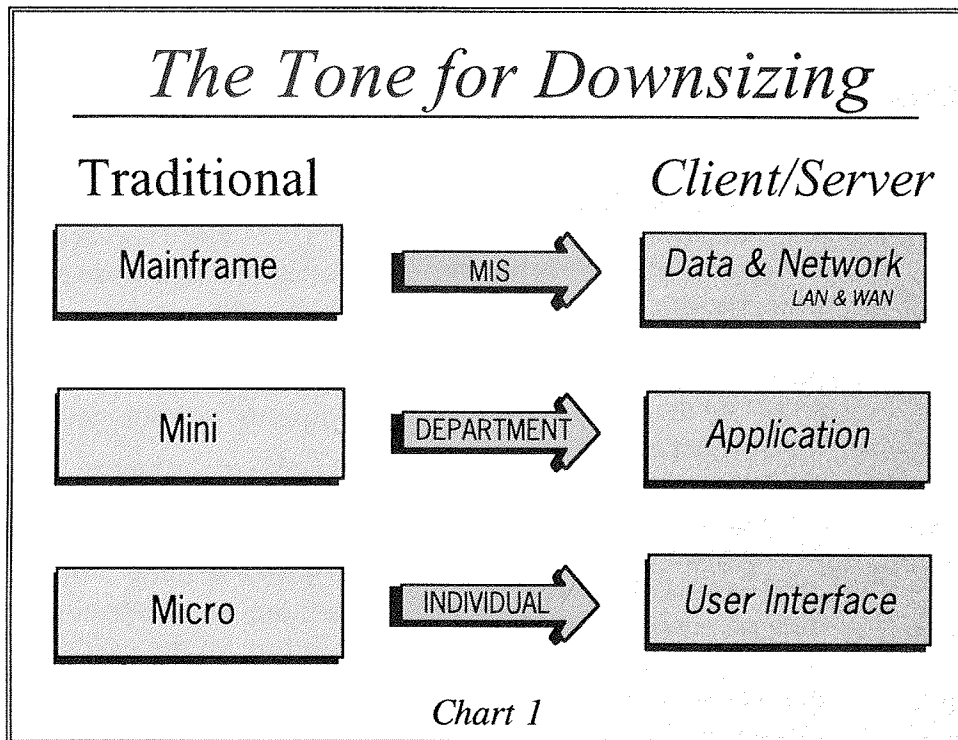 The Tone for Downsizing
Traditional
Client/Server
Mainframe
MIS
Data & Network
LAN & WAN
Mini
DEPARTMENT
Application
Micro
INDIVIDUAL
User Interface
Chart 1